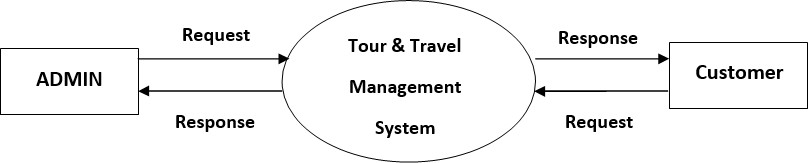 Request
ADMIN
Response
Tour & Travel
Management
System
Response
Customer
Request